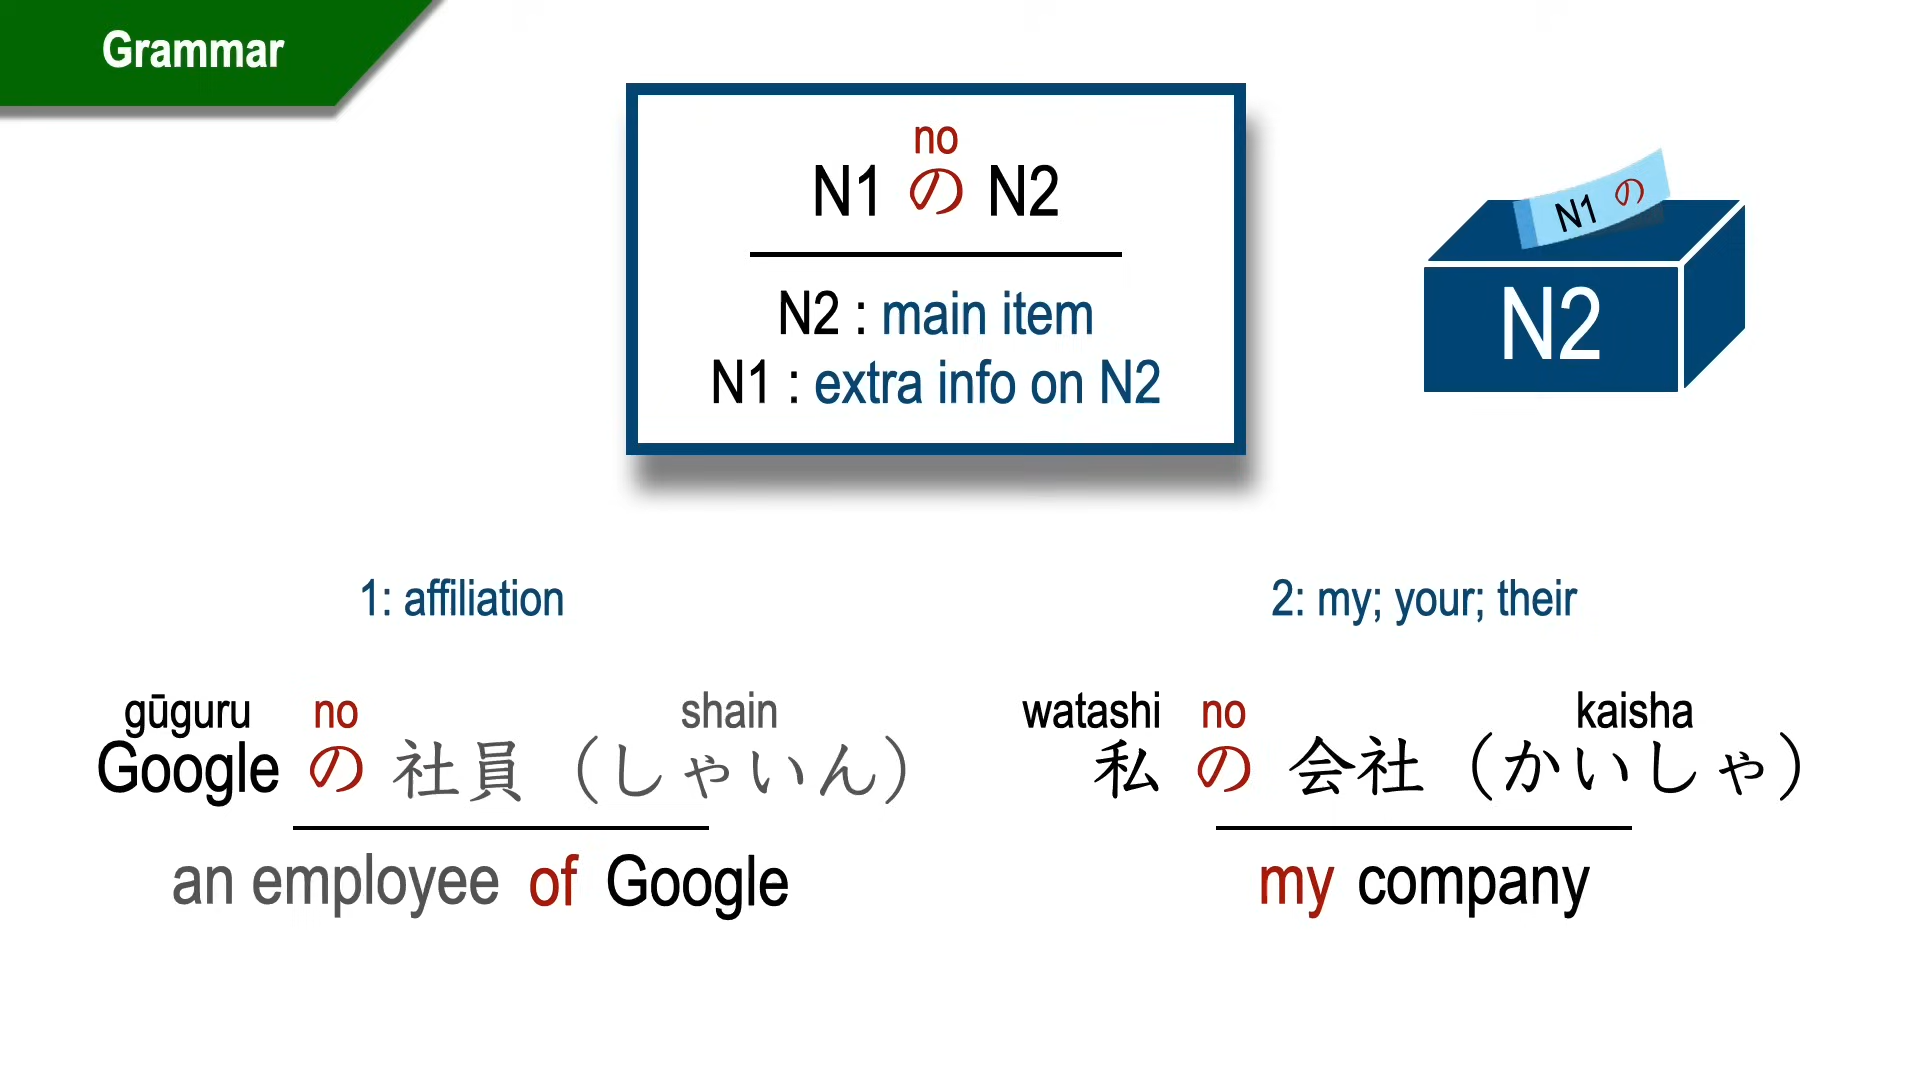 Grammar
no
N1 の N2
N2 : main item
N1 : extra info on N2
N1 の
N2
1: affiliation
gūguru no shain
Google の 社員（しゃいん）
an employee of Google
2: my; your; their
watashi no kaisha
私 の 会社（かいしゃ）
my company